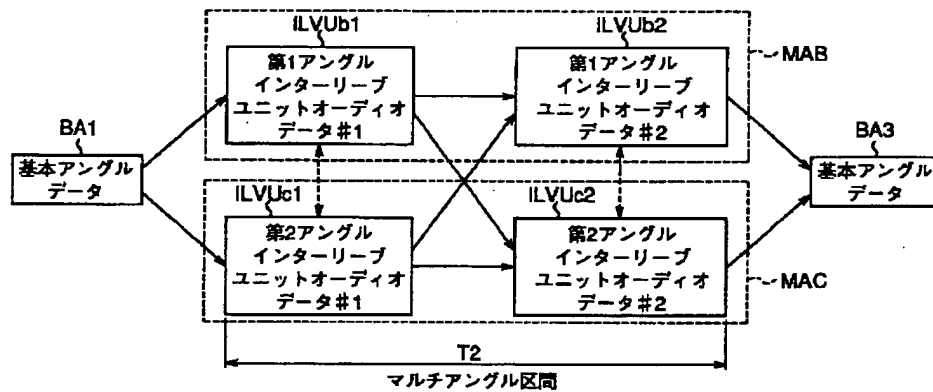 ILVUb1
ILVUb2
第1アングル
インターリーブ
ユニットオーディオ
データ#1
第1アングル
インターリーブ
ユニットオーディオ
データ#2
MAB
BA1
基本アングル
データ
BA3
基本アングル
データ
ILVUc1
ILVUc2
第2アングル
インターリーブ
ユニットオーディオ
データ#1
第2アングル
インターリーブ
ユニットオーディオ
データ#2
MAC
T2
マルチアングル区間